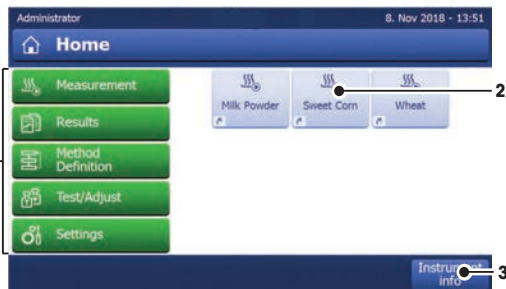 Administrator
8. Nov 2018 - 13:51
Home
Measurement
Results
Method
Definition
Test/Adjust
Settings
Milk Powder
Sweet Corn
Wheat
2
Instrument
info
3